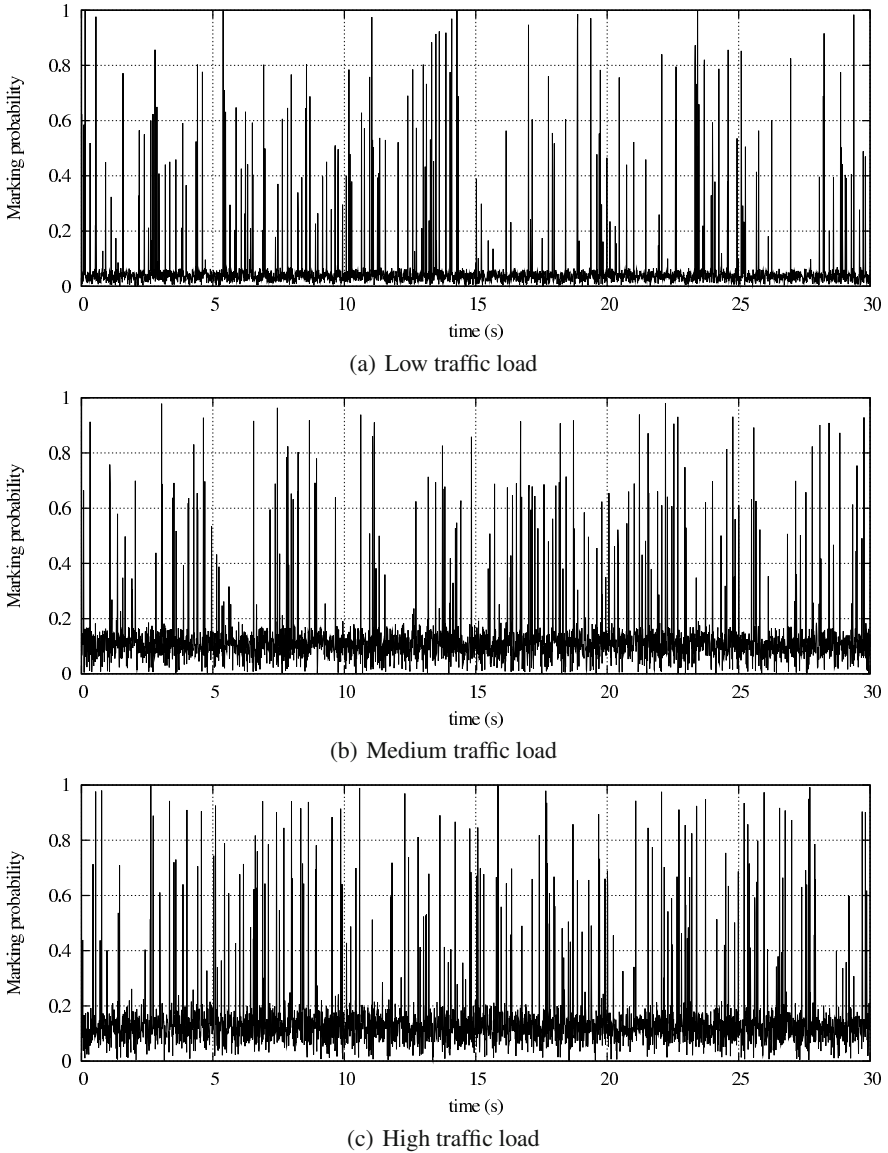 1
0.8
0.6
0.4
0.2
0
Marking probability
0 5 10 15 20 25 30
time (s)
(a) Low traffic load
1
0.8
0.6
0.4
0.2
0
Marking probability
0 5 10 15 20 25 30
time (s)
(b) Medium traffic load
1
0.8
0.6
0.4
0.2
0
Marking probability
0 5 10 15 20 25 30
time (s)
(c) High traffic load